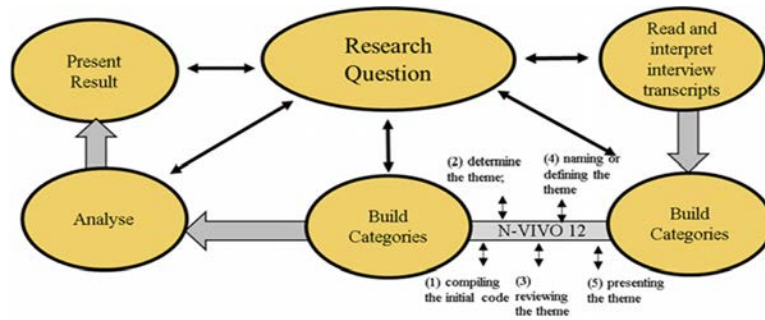 Present
Result
Research
Question
Read and
interpret
interview
transcripts
Analyse
Build
Categories
(2) determine
the theme;
(4) naming or
defining the
theme
N-VIVO 12
(1) compiling
the initial code
(3)
reviewing
the theme
(5) presenting
the theme
Build
Categories